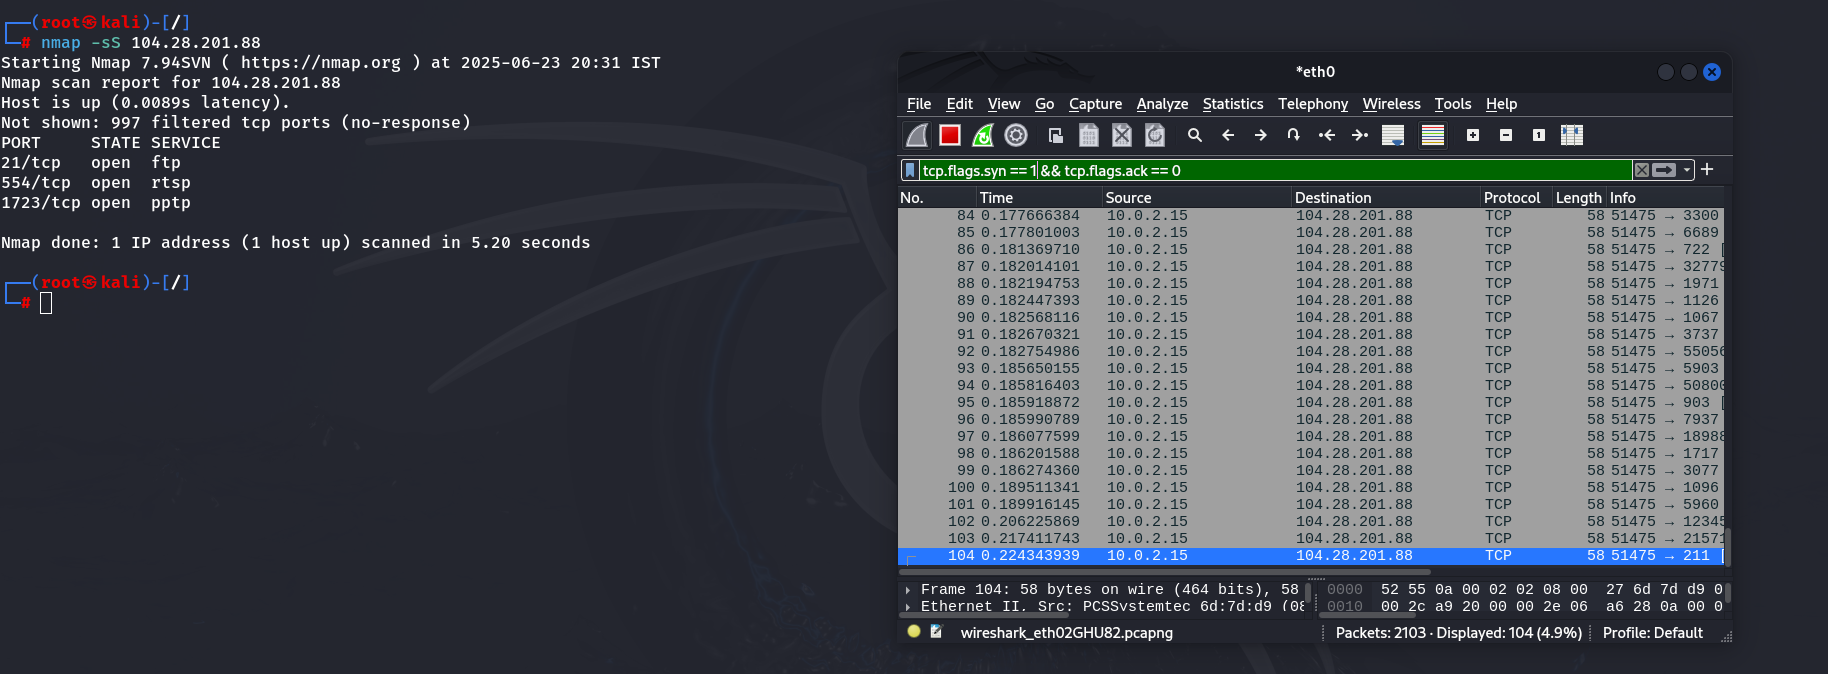 ┌──(root㉿kali)-[/]
└─# nmap -sS 104.28.201.88
Starting Nmap 7.94SVN ( https://nmap.org ) at 2025-06-23 20:31 IST
Nmap scan report for 104.28.201.88
Host is up (0.0089s latency).
Not shown: 997 filtered tcp ports (no-response)
PORT     STATE SERVICE
21/tcp   open  ftp
554/tcp  open  rtsp
1723/tcp open  pptp
Nmap done: 1 IP address (1 host up) scanned in 5.20 seconds
┌──(root㉿kali)-[/]
└─#
*eth0
File Edit View Go Capture Analyze Statistics Telephony Wireless Tools Help
tcp.flags.syn == 1 && tcp.flags.ack == 0
No. Time Source Destination Protocol Length Info
84 0.177666384 10.0.2.15 104.28.201.88 TCP 58 51475 → 3300
85 0.177801003 10.0.2.15 104.28.201.88 TCP 58 51475 → 6689
86 0.181369710 10.0.2.15 104.28.201.88 TCP 58 51475 → 722 [
87 0.182014101 10.0.2.15 104.28.201.88 TCP 58 51475 → 32779
88 0.182194753 10.0.2.15 104.28.201.88 TCP 58 51475 → 1971
89 0.182447393 10.0.2.15 104.28.201.88 TCP 58 51475 → 1126
90 0.182568116 10.0.2.15 104.28.201.88 TCP 58 51475 → 1067
91 0.182670321 10.0.2.15 104.28.201.88 TCP 58 51475 → 3737
92 0.182754986 10.0.2.15 104.28.201.88 TCP 58 51475 → 55056
93 0.185650155 10.0.2.15 104.28.201.88 TCP 58 51475 → 5903
94 0.185816403 10.0.2.15 104.28.201.88 TCP 58 51475 → 50800
95 0.185918872 10.0.2.15 104.28.201.88 TCP 58 51475 → 903 [
96 0.185990789 10.0.2.15 104.28.201.88 TCP 58 51475 → 7937
97 0.186077599 10.0.2.15 104.28.201.88 TCP 58 51475 → 18988
98 0.186201588 10.0.2.15 104.28.201.88 TCP 58 51475 → 1717
99 0.186274360 10.0.2.15 104.28.201.88 TCP 58 51475 → 3077
100 0.189511341 10.0.2.15 104.28.201.88 TCP 58 51475 → 1096
101 0.189916145 10.0.2.15 104.28.201.88 TCP 58 51475 → 5960
102 0.206225869 10.0.2.15 104.28.201.88 TCP 58 51475 → 12345
103 0.217411743 10.0.2.15 104.28.201.88 TCP 58 51475 → 21571
104 0.224343939 10.0.2.15 104.28.201.88 TCP 58 51475 → 211 [
Frame 104: 58 bytes on wire (464 bits), 58
Ethernet II, Src: PCSSystemtec_6d:7d:d9 (08
0000 52 55 0a 00 02 02 08 00 27 6d 7d d9 0
0010 00 2c a9 20 00 00 2e 06 a6 28 0a 00 0
wireshark_eth02GHU82.pcapng
Packets: 2103 · Displayed: 104 (4.9%)
Profile: Default